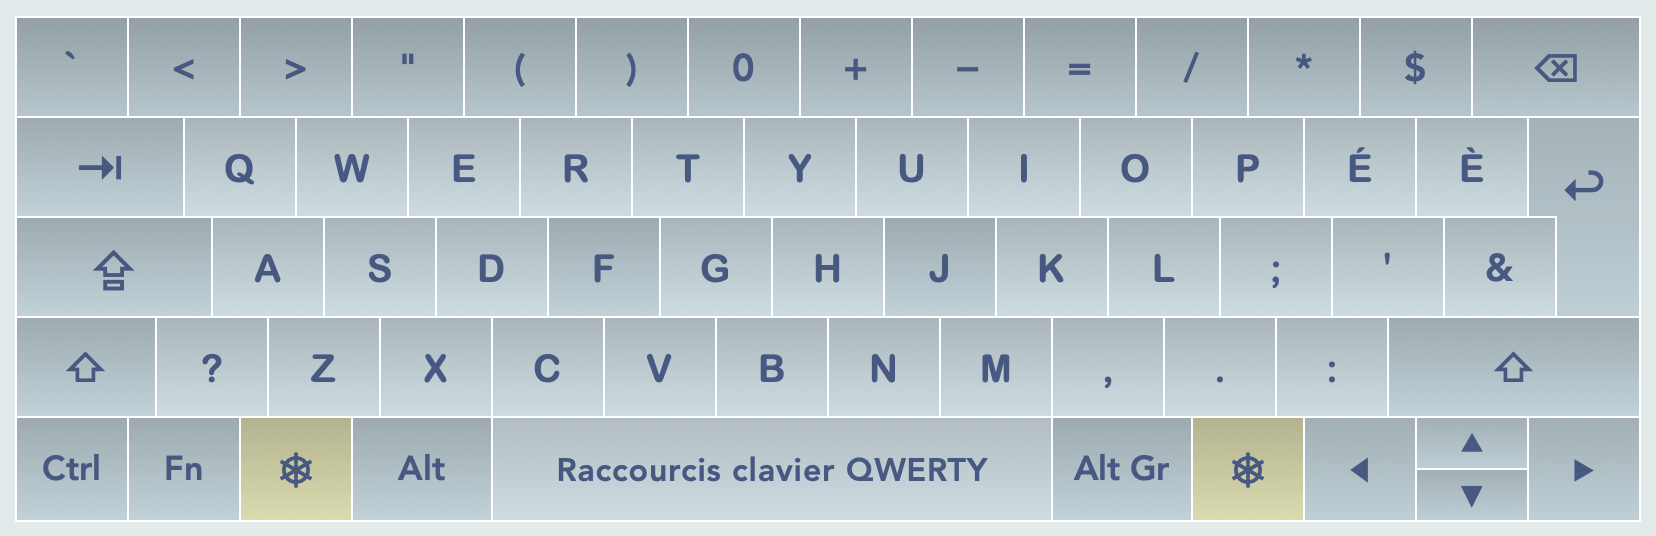 ` < > " ( ) 0 + − = / * $ ⌫
⇥ Q W E R T Y U I O P É È ↩
⇪ A S D F G H J K L ; ' &
⇧ ? Z X C V B N M , . : ⇧
Ctrl Fn ⎈ Alt Raccourcis clavier QWERTY Alt Gr ⎈ ◀ ▲ ▼ ▶